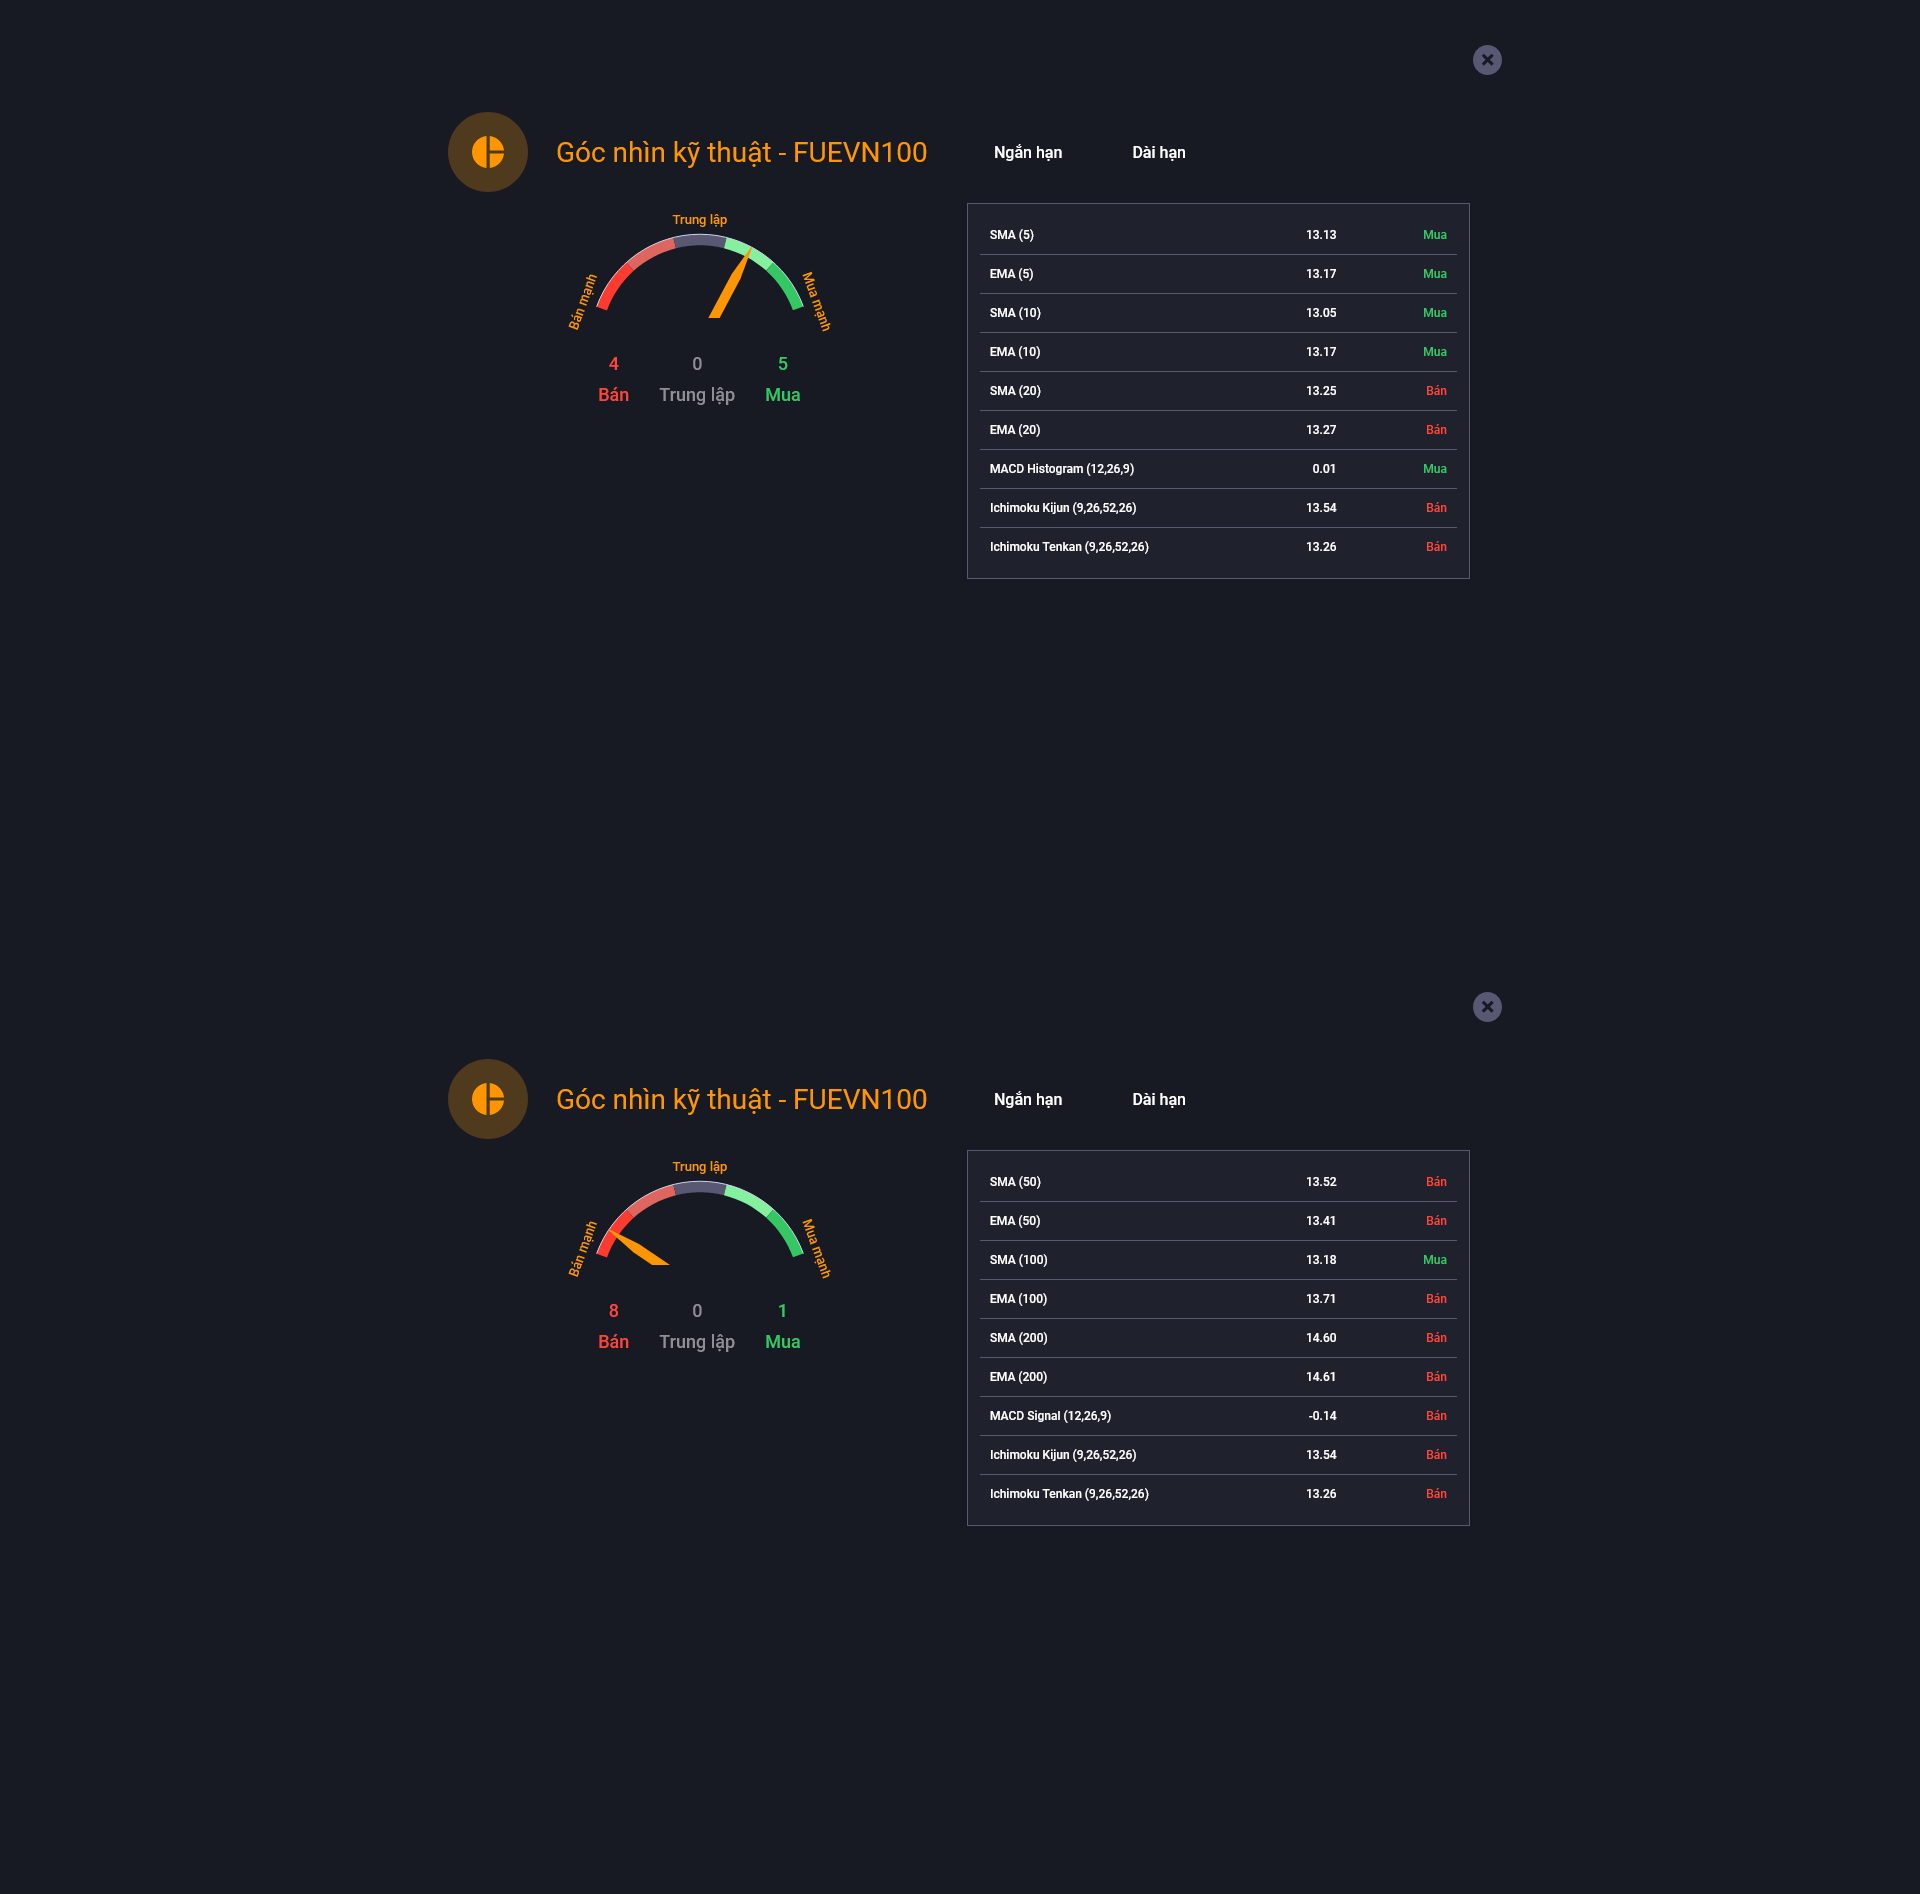 Góc nhìn kỹ thuật - FUEVN100
Ngắn hạn Dài hạn
Trung lập
Bán mạnh
Mua mạnh
4 0 5
Bán Trung lập Mua
SMA (5) 13.13 Mua
EMA (5) 13.17 Mua
SMA (10) 13.05 Mua
EMA (10) 13.17 Mua
SMA (20) 13.25 Bán
EMA (20) 13.27 Bán
MACD Histogram (12,26,9) 0.01 Mua
Ichimoku Kijun (9,26,52,26) 13.54 Bán
Ichimoku Tenkan (9,26,52,26) 13.26 Bán
Góc nhìn kỹ thuật - FUEVN100
Ngắn hạn Dài hạn
Trung lập
Bán mạnh
Mua mạnh
8 0 1
Bán Trung lập Mua
SMA (50) 13.52 Bán
EMA (50) 13.41 Bán
SMA (100) 13.18 Mua
EMA (100) 13.71 Bán
SMA (200) 14.60 Bán
EMA (200) 14.61 Bán
MACD Signal (12,26,9) -0.14 Bán
Ichimoku Kijun (9,26,52,26) 13.54 Bán
Ichimoku Tenkan (9,26,52,26) 13.26 Bán